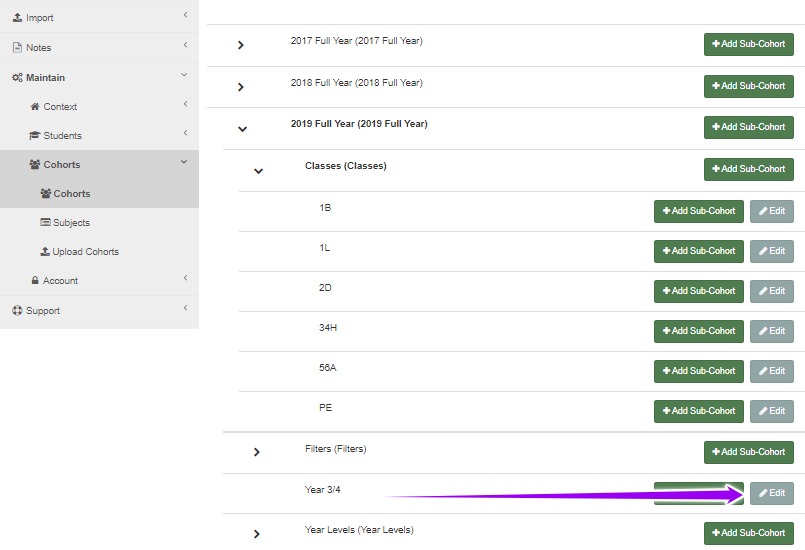 Import
Notes
Maintain
Context
Students
Cohorts
Cohorts
Subjects
Upload Cohorts
Account
Support
2017 Full Year (2017 Full Year) Add Sub-Cohort
2018 Full Year (2018 Full Year) Add Sub-Cohort
2019 Full Year (2019 Full Year) Add Sub-Cohort
Classes (Classes) Add Sub-Cohort
1B Add Sub-Cohort Edit
1L Add Sub-Cohort Edit
2D Add Sub-Cohort Edit
34H Add Sub-Cohort Edit
56A Add Sub-Cohort Edit
PE Add Sub-Cohort Edit
Filters (Filters) Add Sub-Cohort
Year 3/4 Edit
Year Levels (Year Levels) Add Sub-Cohort